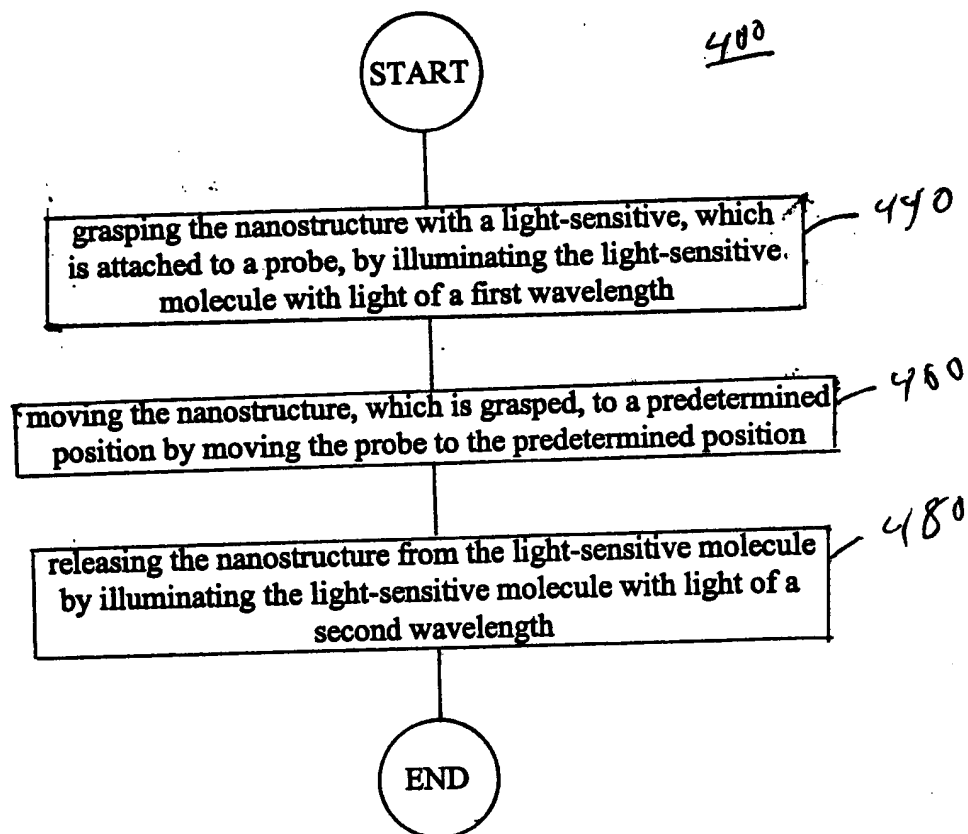 400
START
grasping the nanostructure with a light-sensitive, which
is attached to a probe, by illuminating the light-sensitive
molecule with light of a first wavelength
440
moving the nanostructure, which is grasped, to a predetermined
position by moving the probe to the predetermined position
460
releasing the nanostructure from the light-sensitive molecule
by illuminating the light-sensitive molecule with light of a
second wavelength
480
END